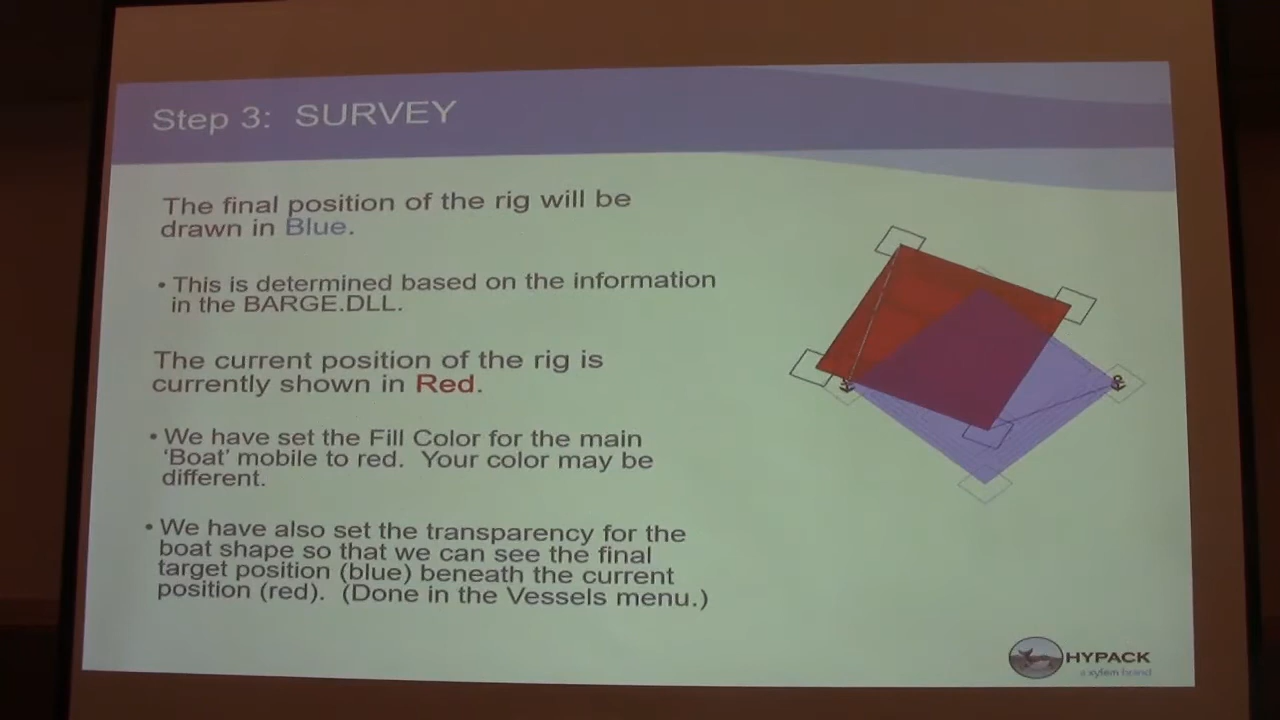 Step 3: SURVEY
The final position of the rig will be
drawn in Blue.
• This is determined based on the information
in the BARGE.DLL.
The current position of the rig is
currently shown in Red.
• We have set the Fill Color for the main
‘Boat’ mobile to red. Your color may be
different.
• We have also set the transparency for the
boat shape so that we can see the final
target position (blue) beneath the current
position (red). (Done in the Vessels menu.)
HYPACK
a xylem brand